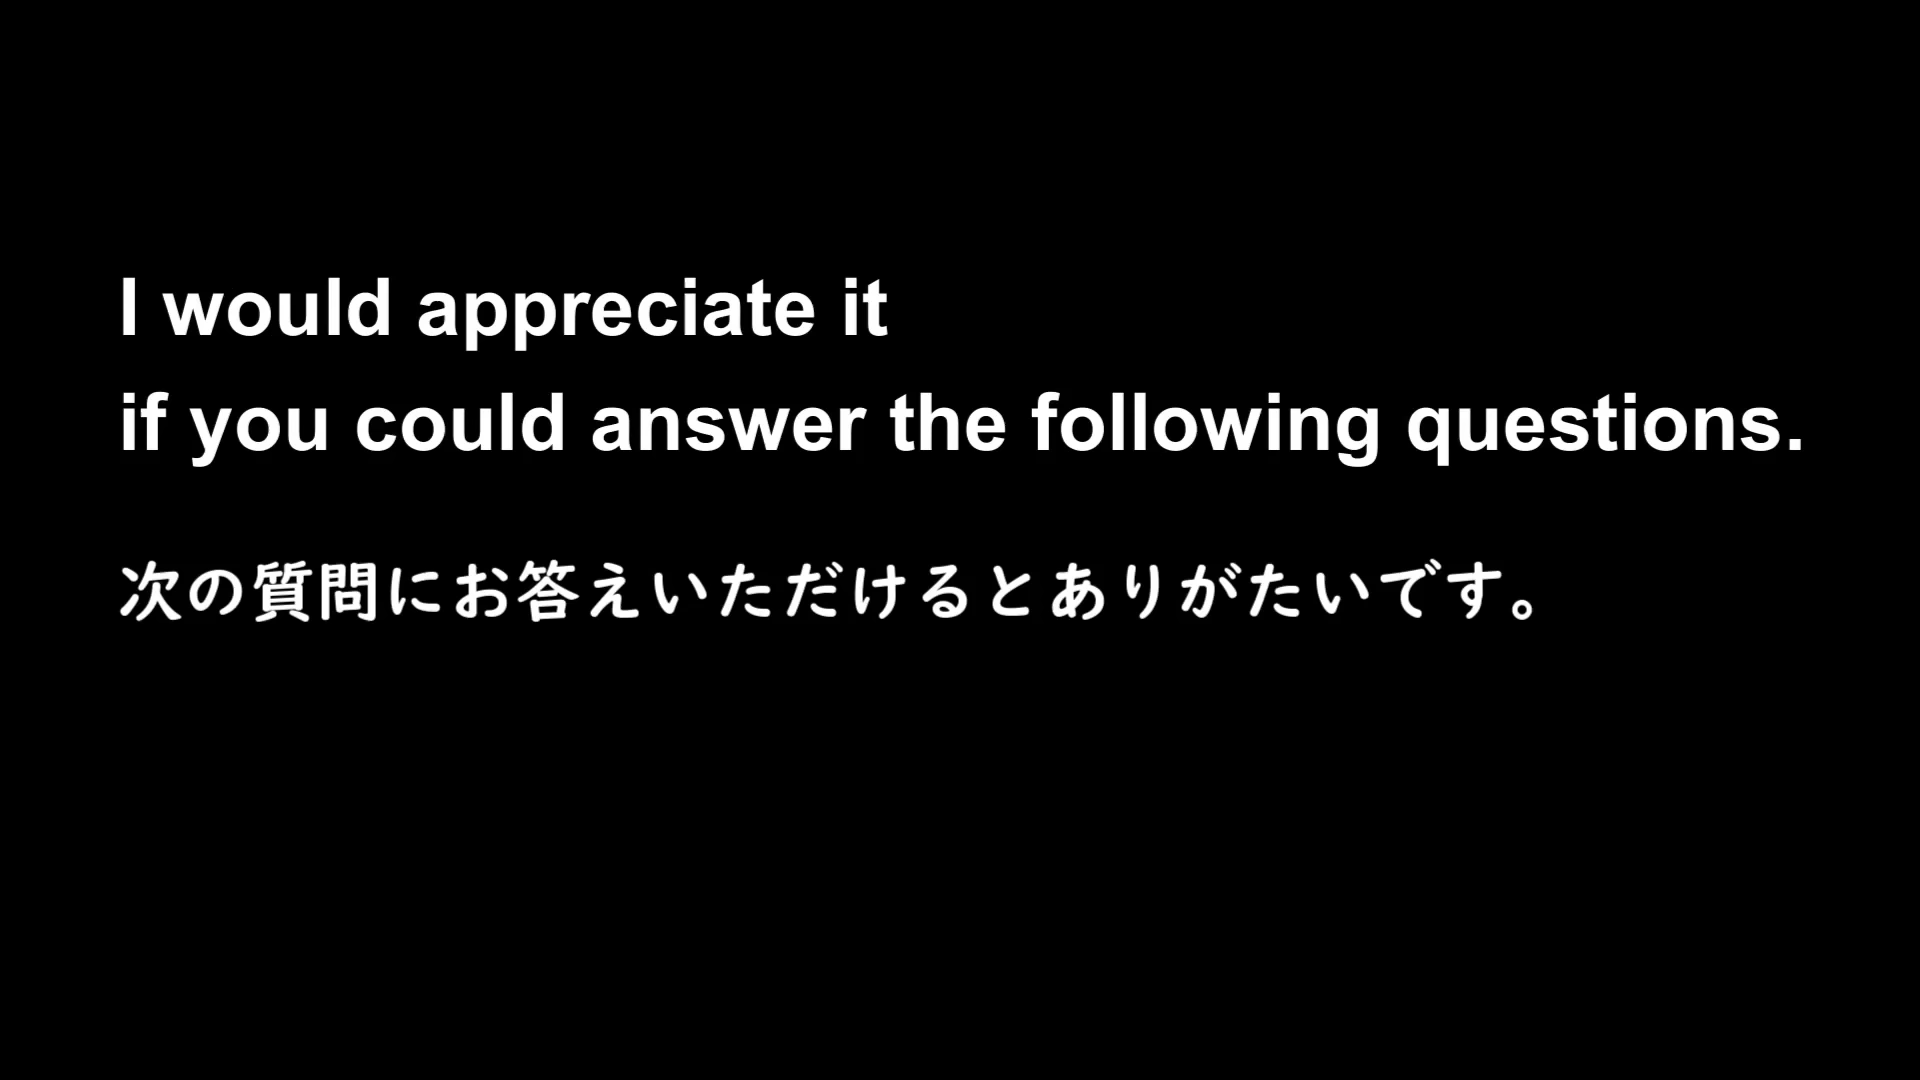 I would appreciate it
if you could answer the following questions.
次の質問にお答えいただけるとありがたいです。